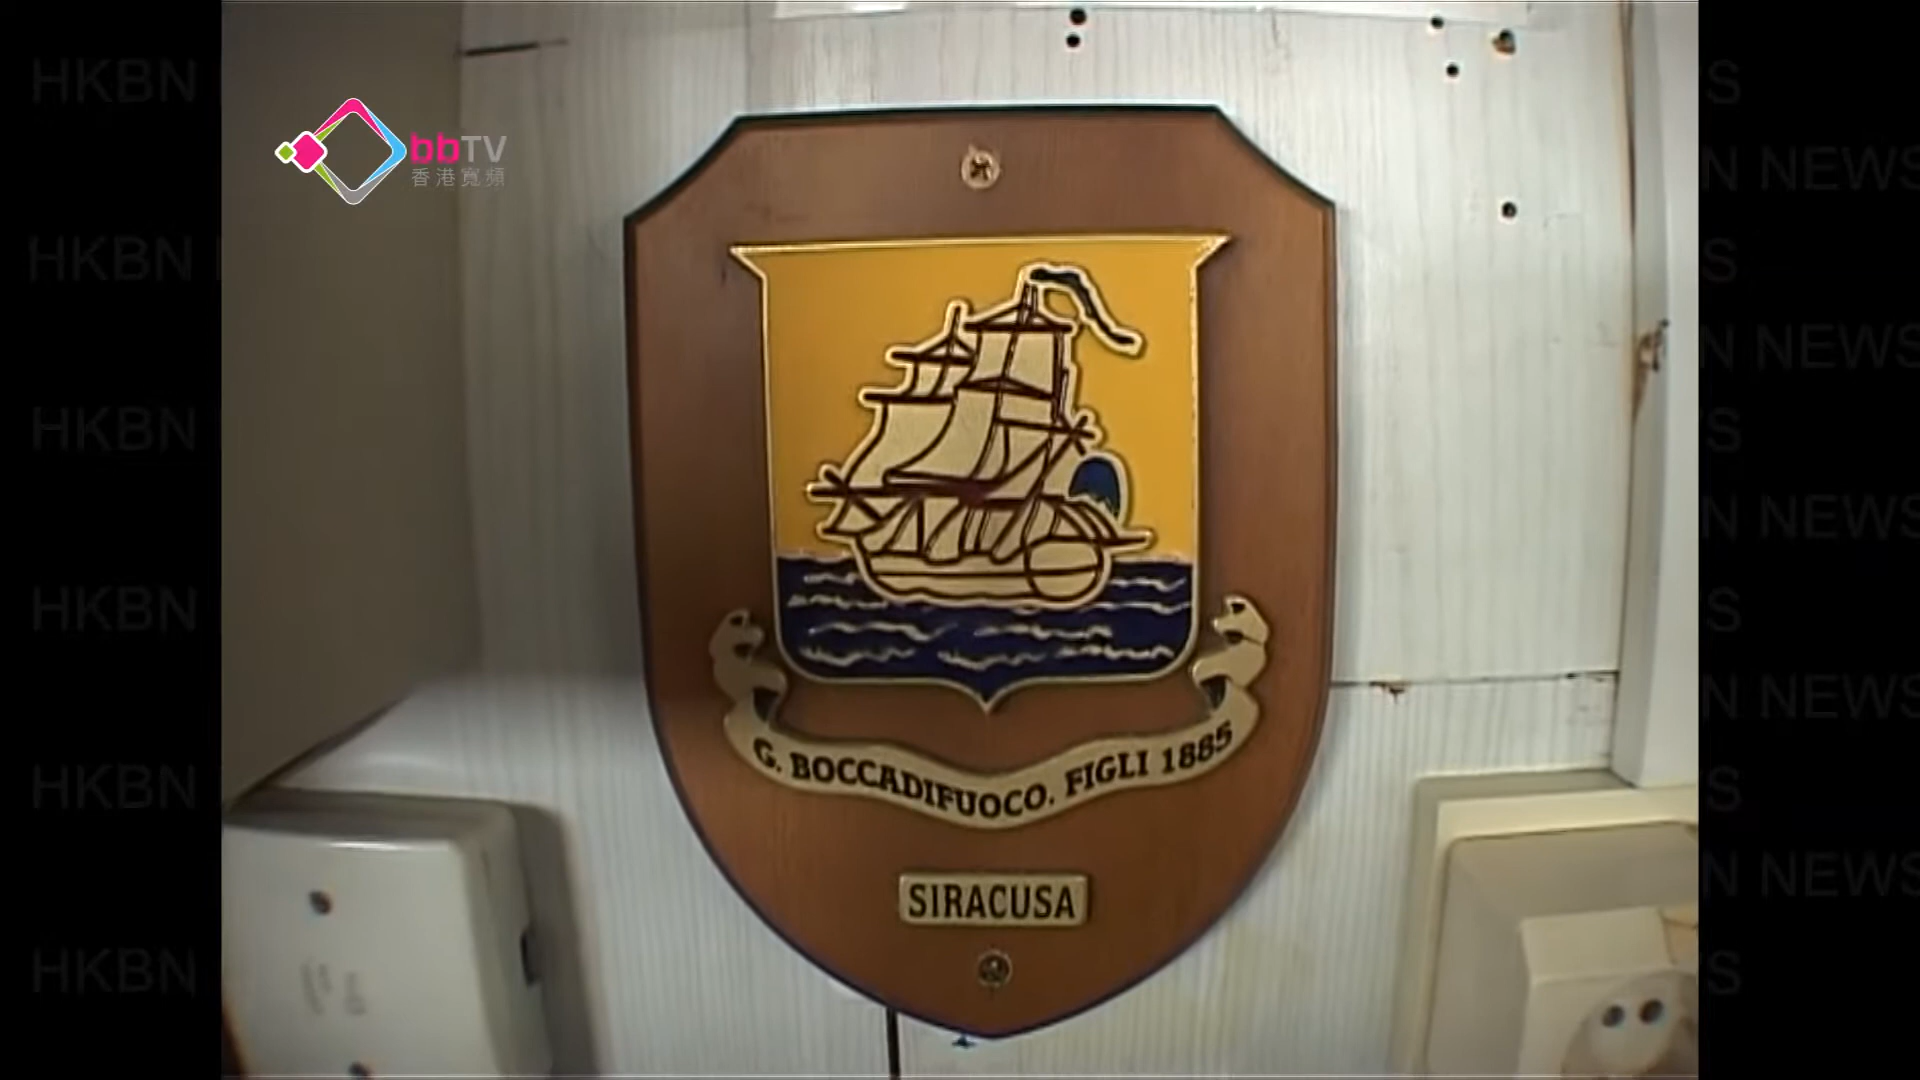 HKBN
NEWS
bbTV
香港寬頻
G. BOCCADIFUOCO. FIGLI 1885
SIRACUSA